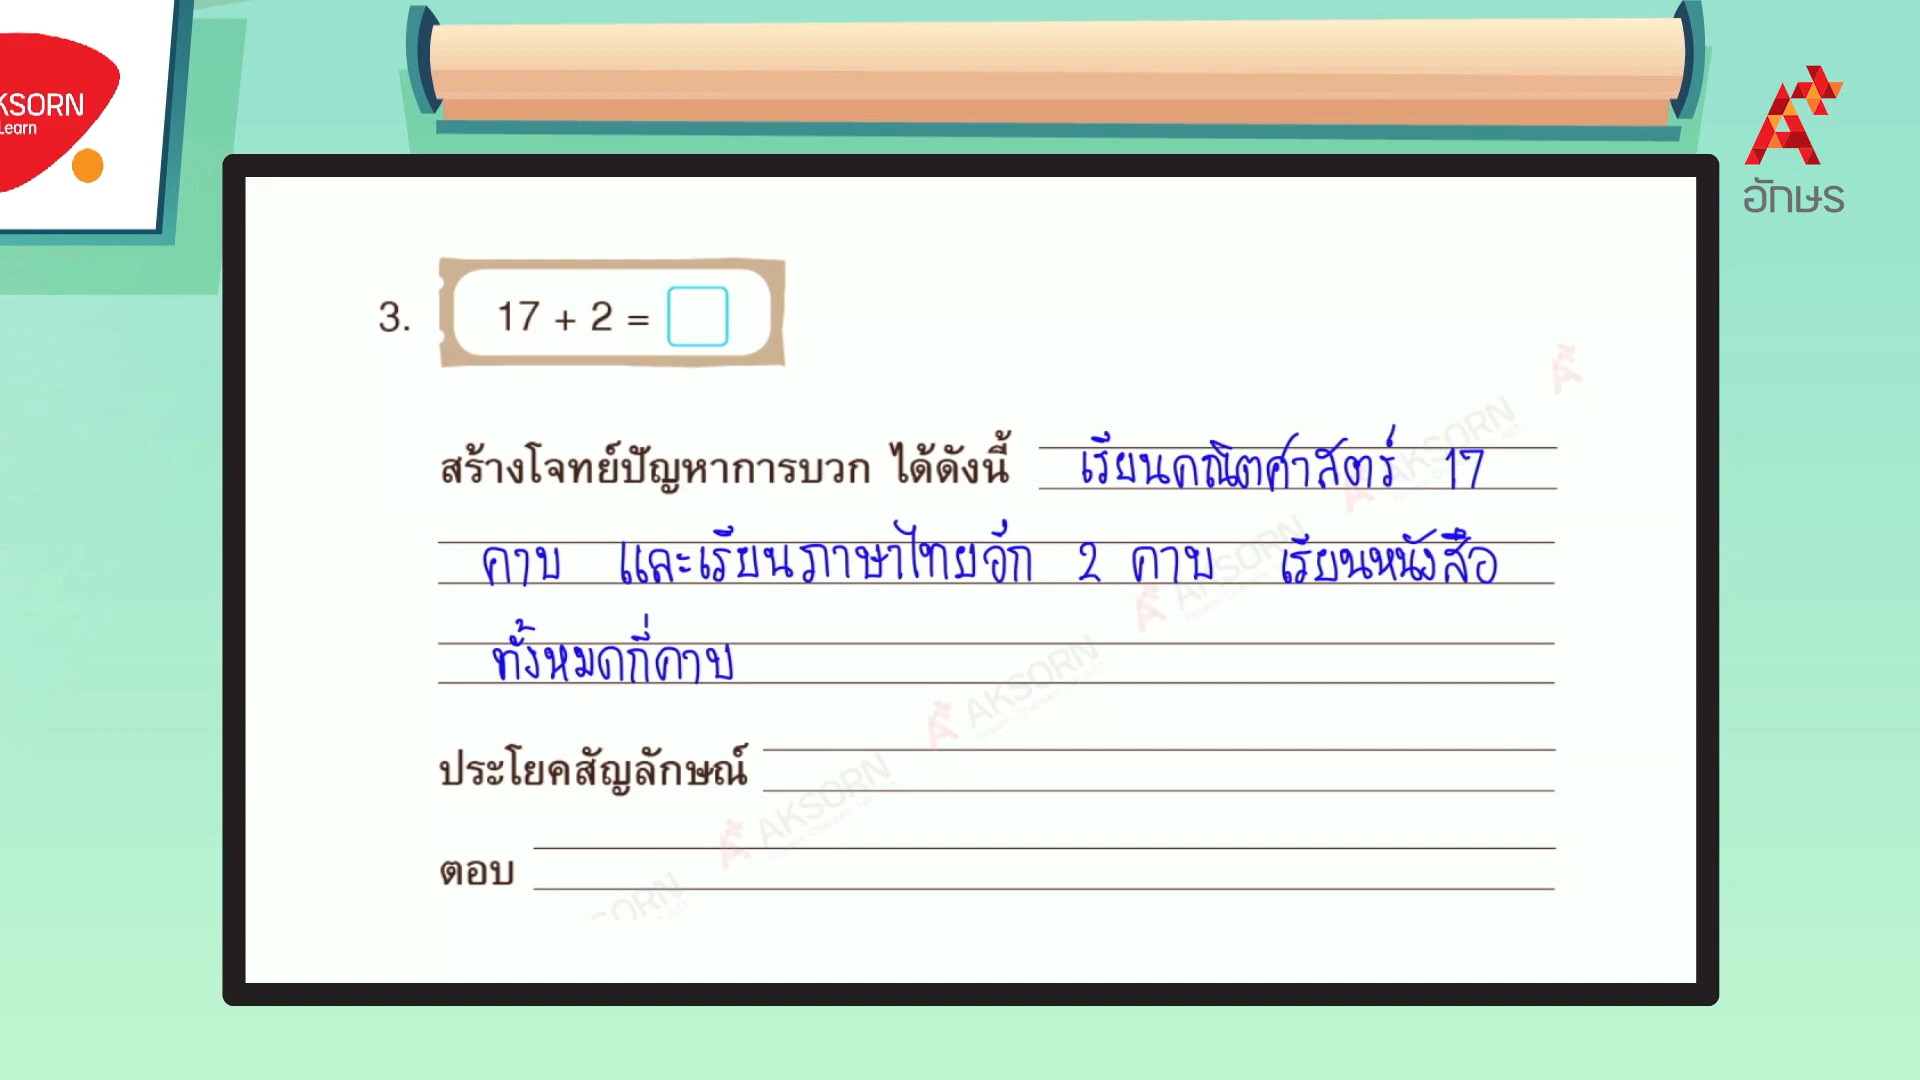 KSORN
Learn
อักษร
3. 17 + 2 =
สร้างโจทย์ปัญหาการบวก ได้ดังนี้ เรียนคณิตศาสตร์ 17
คาบ และเรียนภาษาไทยอีก 2 คาบ เรียนหนังสือ
ทั้งหมดกี่คาบ
ประโยคสัญลักษณ์
ตอบ
AKSORN
AKSORN
AKSORN
AKSORN
SORN